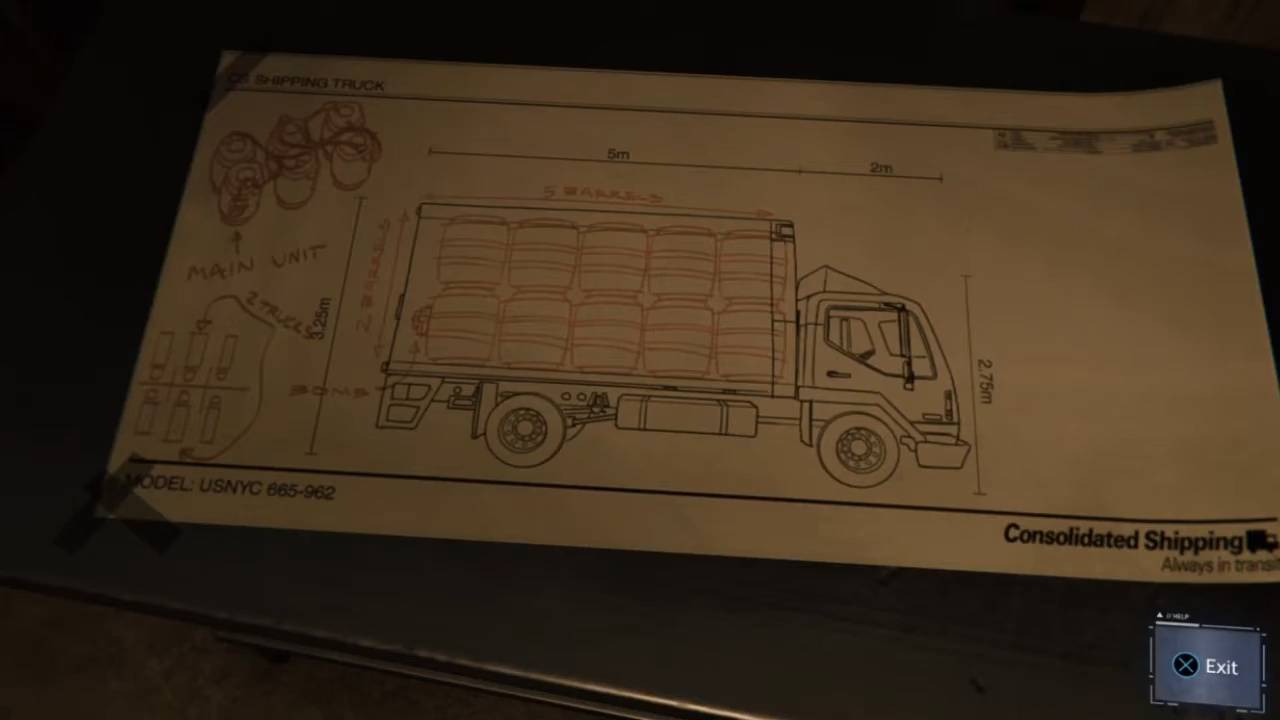 CS SHIPPING TRUCK
5m
2m
5 BARRELS
2 BARRELS
MAIN UNIT
2 TRUCKS
3.25m
BOMB
2.75m
MODEL: USNYC 665-962
Consolidated Shipping
Always in transit
// HELP
Exit